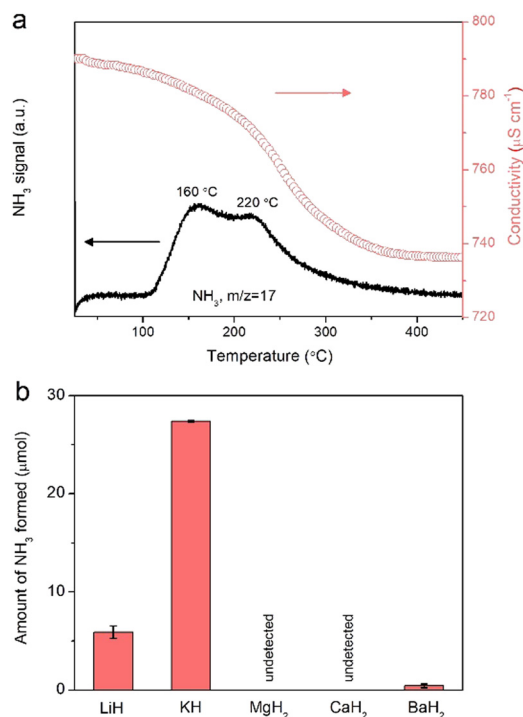 a
NH₃ signal (a.u.)
160 °C
220 °C
NH₃, m/z=17
100
200
300
400
Temperature (°C)
800
780
760
740
720
Conductivity (µS cm⁻¹)
b
Amount of NH₃ formed (µmol)
30
20
10
0
undetected
undetected
LiH
KH
MgH₂
CaH₂
BaH₂